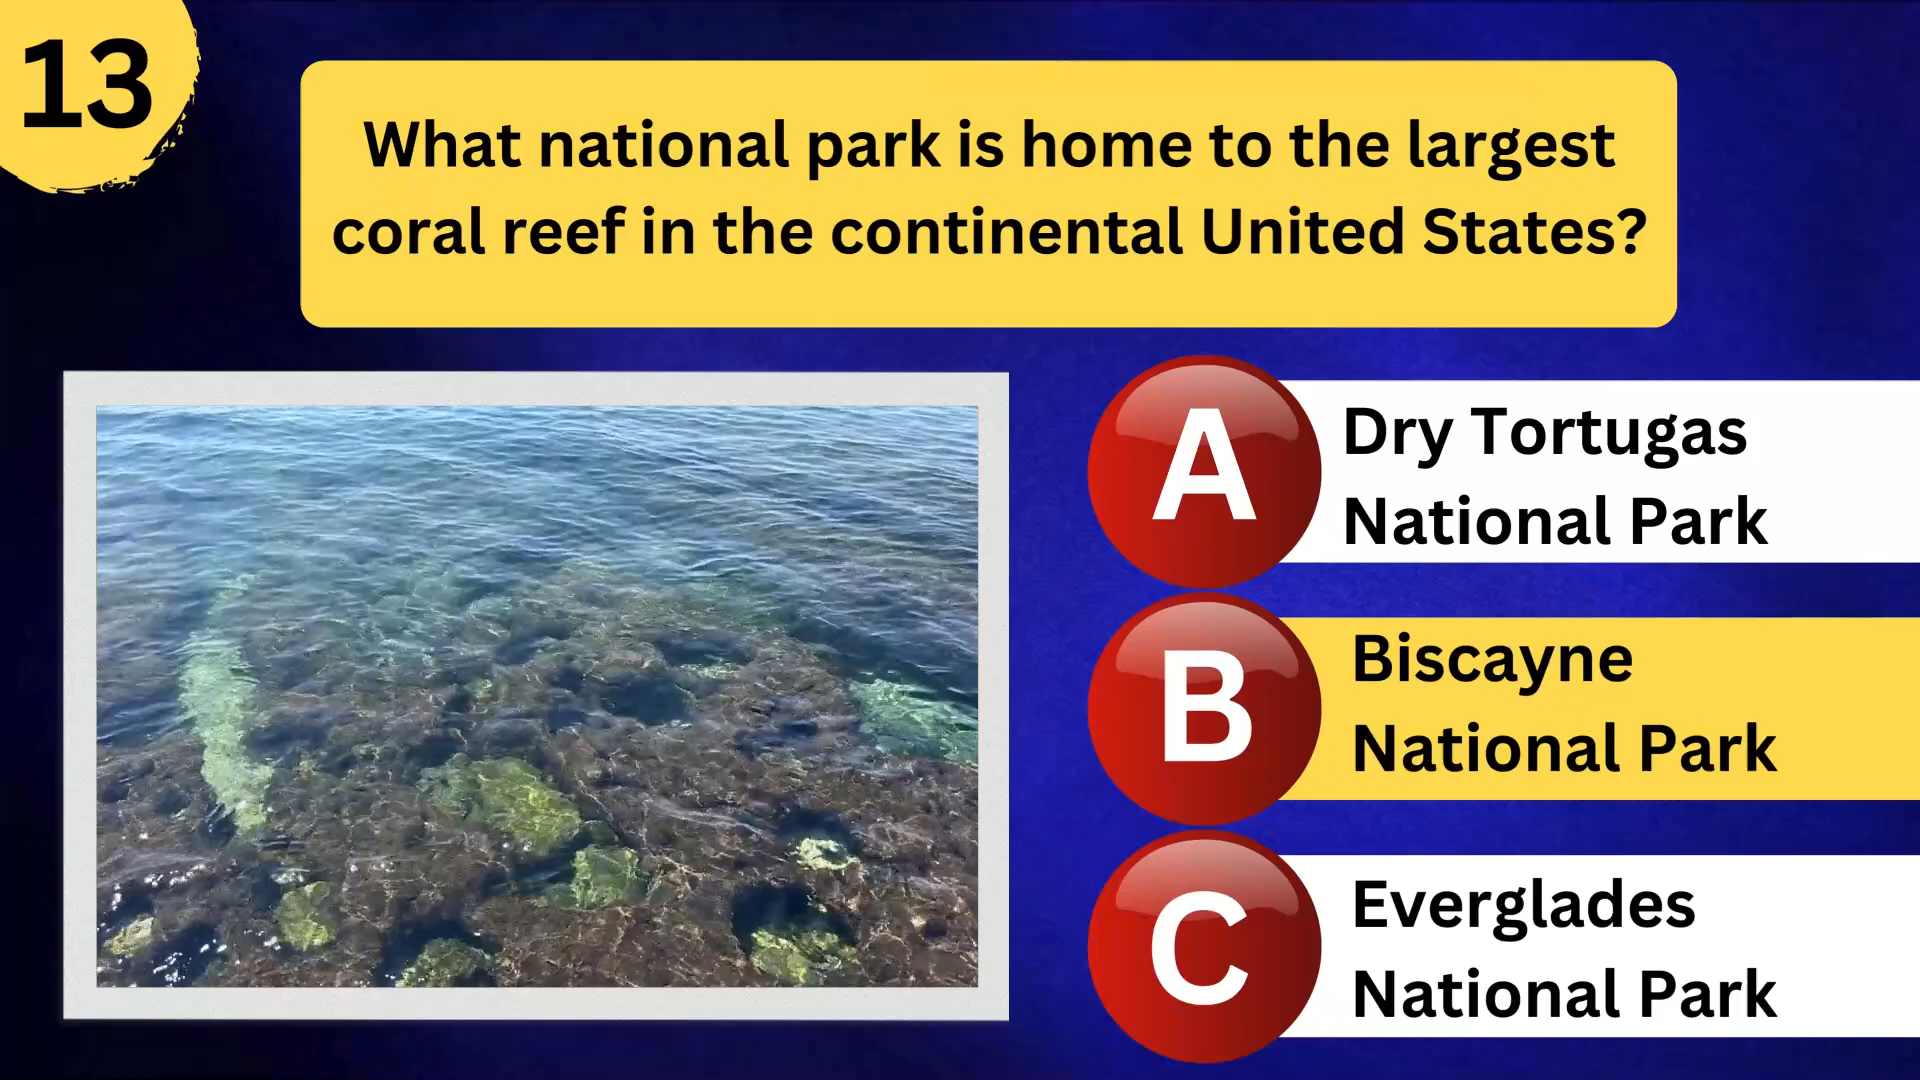 13
What national park is home to the largest
coral reef in the continental United States?
A
Dry Tortugas
National Park
B
Biscayne
National Park
C
Everglades
National Park